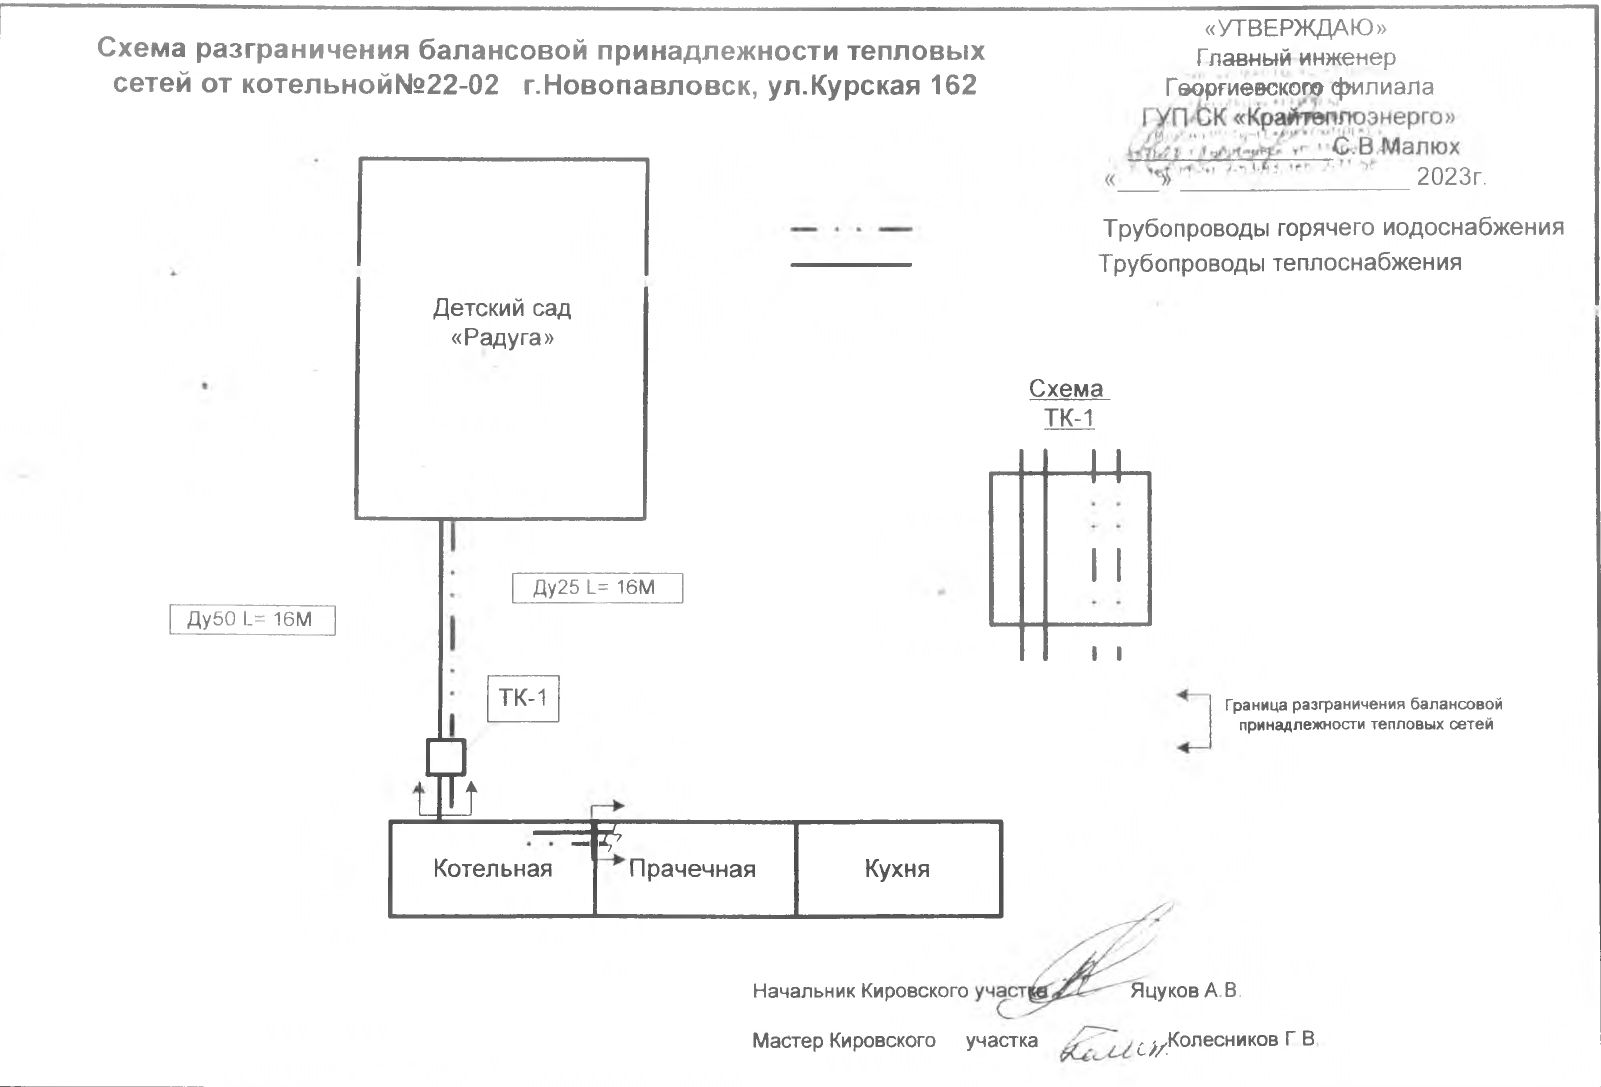 Схема разграничения балансовой принадлежности тепловых
сетей от котельной№22-02 г.Новопавловск, ул.Курская 162
«УТВЕРЖДАЮ»
Главный инженер
Георгиевского филиала
ГУП СК «Крайтеплоэнерго»
С.В.Малюх
«___» _________________ 2023г.
Трубопроводы горячего иодоснабжения
Трубопроводы теплоснабжения
Детский сад
«Радуга»
Схема
ТК-1
Ду25 L= 16М
Ду50 L= 16М
ТК-1
Граница разграничения балансовой
принадлежности тепловых сетей
Котельная
Прачечная
Кухня
Начальник Кировского участка Яцуков А.В.
Мастер Кировского участка Колесников Г.В.